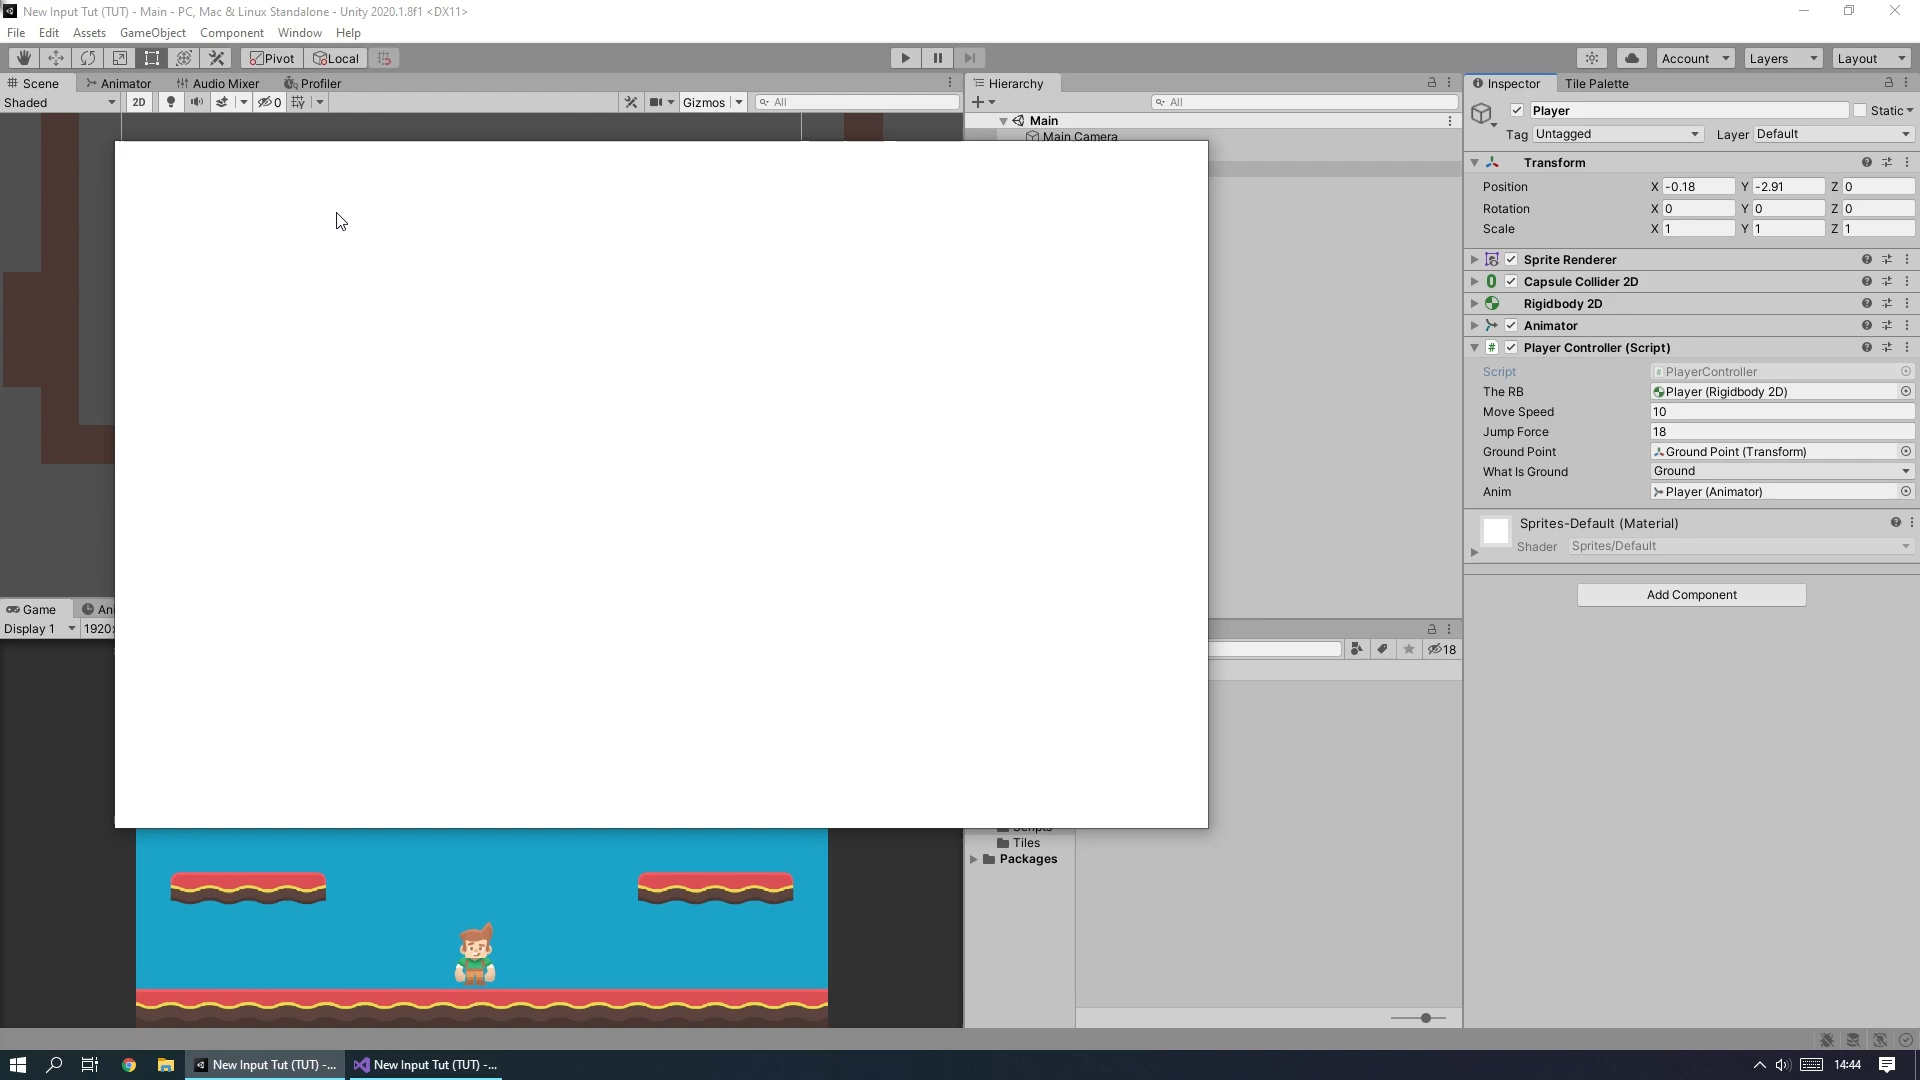 New Input Tut (TUT) - Main - PC, Mac & Linux Standalone - Unity 2020.1.8f1 <DX11>
File Edit Assets GameObject Component Window Help
Pivot Local Account Layers Layout
Scene Animator Audio Mixer Profiler
Shaded 2D 0 Gizmos All
Hierarchy
All
Main
Main Camera
Inspector Tile Palette
Player Static
Tag Untagged Layer Default
Transform
Position X -0.18 Y -2.91 Z 0
Rotation X 0 Y 0 Z 0
Scale X 1 Y 1 Z 1
Sprite Renderer
Capsule Collider 2D
Rigidbody 2D
Animator
# Player Controller (Script)
Script PlayerController
The RB Player (Rigidbody 2D)
Move Speed 10
Jump Force 18
Ground Point Ground Point (Transform)
What Is Ground Ground
Anim Player (Animator)
Sprites-Default (Material)
Shader Sprites/Default
Add Component
Game Ani
Display 1 1920
18
Scripts
Tiles
Packages
New Input Tut (TUT) -... New Input Tut (TUT) -... 14:44